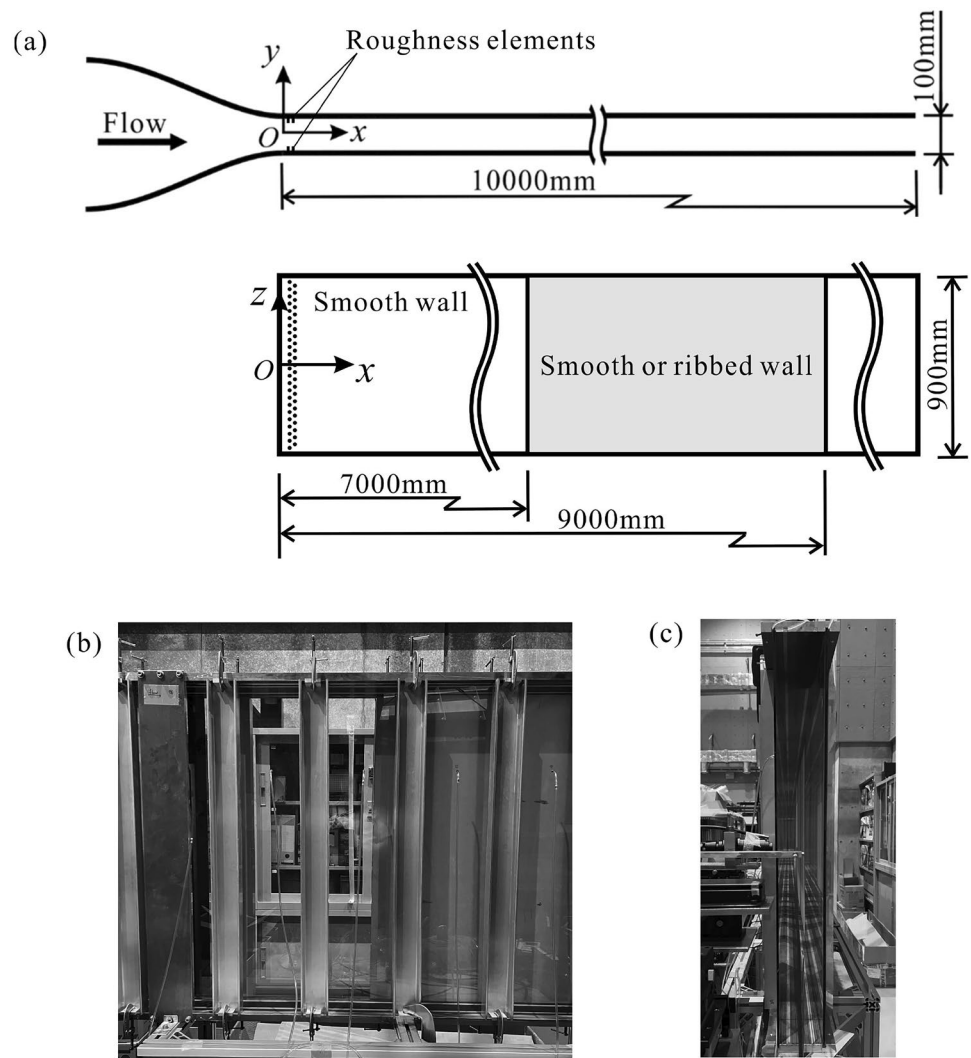 (a)
Roughness elements
y
Flow
O
x
100mm
10000mm
z
Smooth wall
O
x
Smooth or ribbed wall
900mm
7000mm
9000mm
(b)
(c)